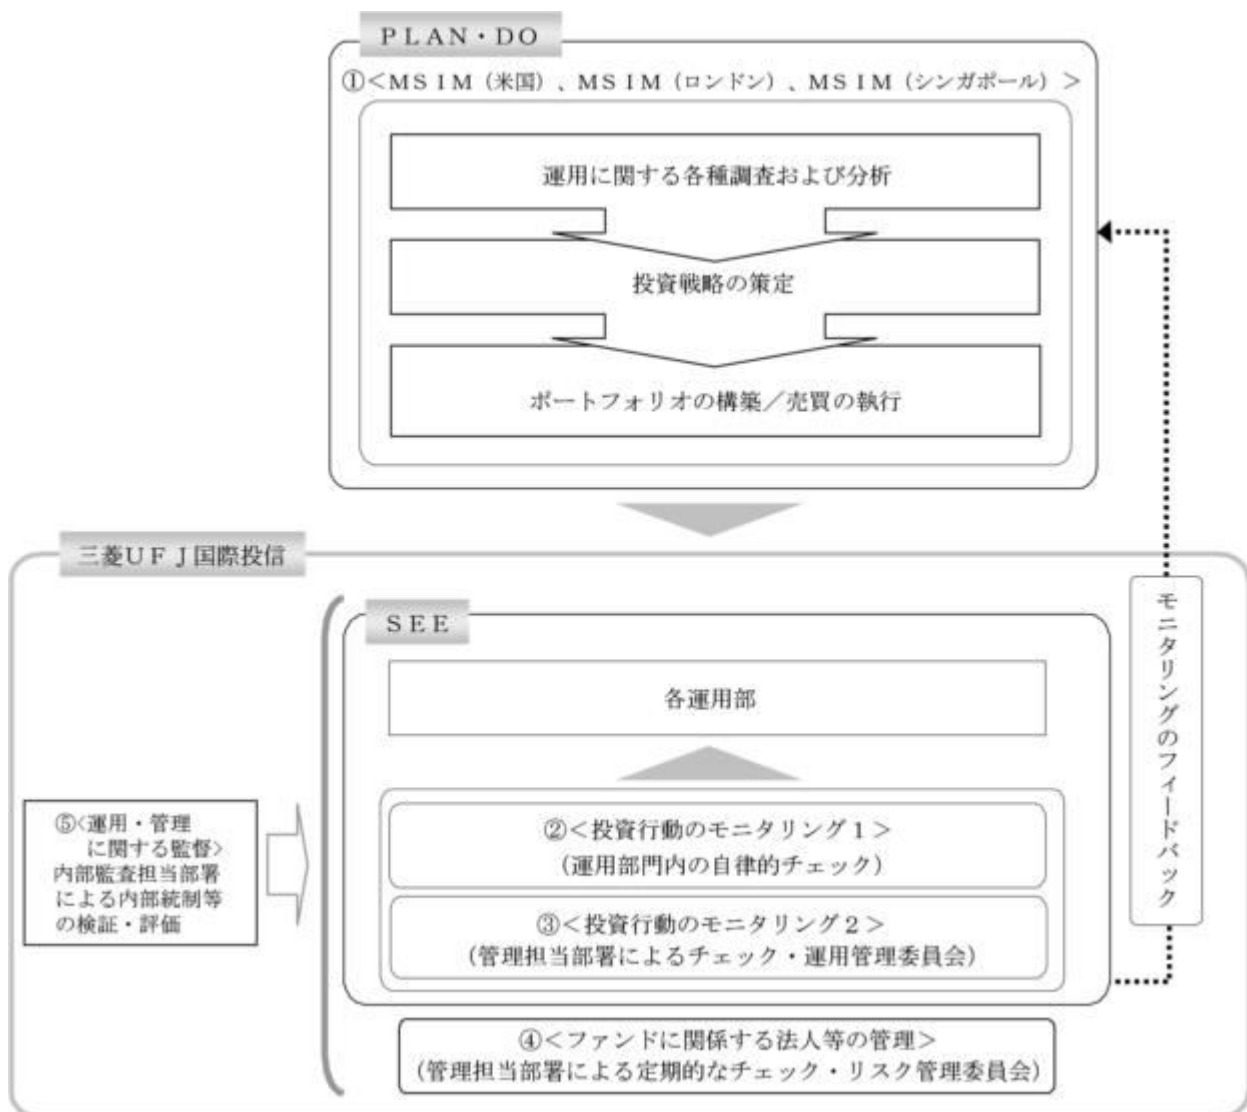 ＰＬＡＮ・ＤＯ
①＜ＭＳＩＭ（米国）、ＭＳＩＭ（ロンドン）、ＭＳＩＭ（シンガポール）＞
運用に関する各種調査および分析
投資戦略の策定
ポートフォリオの構築／売買の執行
三菱ＵＦＪ国際投信
ＳＥＥ
各運用部
②＜投資行動のモニタリング１＞
（運用部門内の自律的チェック）
③＜投資行動のモニタリング２＞
（管理担当部署によるチェック・運用管理委員会）
④＜ファンドに関係する法人等の管理＞
（管理担当部署による定期的なチェック・リスク管理委員会）
⑤＜運用・管理
に関する監督＞
内部監査担当部署
による内部統制等
の検証・評価
モニタリングのフィードバック